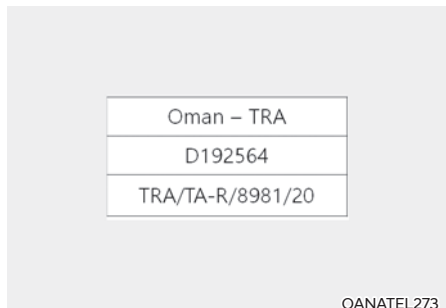 Oman – TRA
D192564
TRA/TA-R/8981/20
OANATEL273